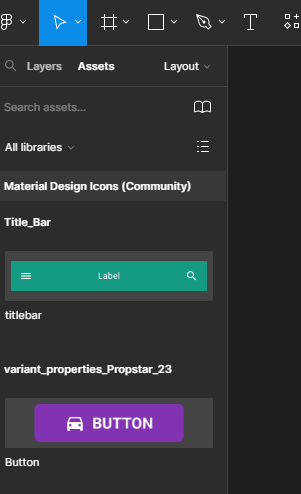 Layers Assets Layout
Search assets...
All libraries
Material Design Icons (Community)
Title_Bar
Label
titlebar
variant_properties_Propstar_23
BUTTON
Button